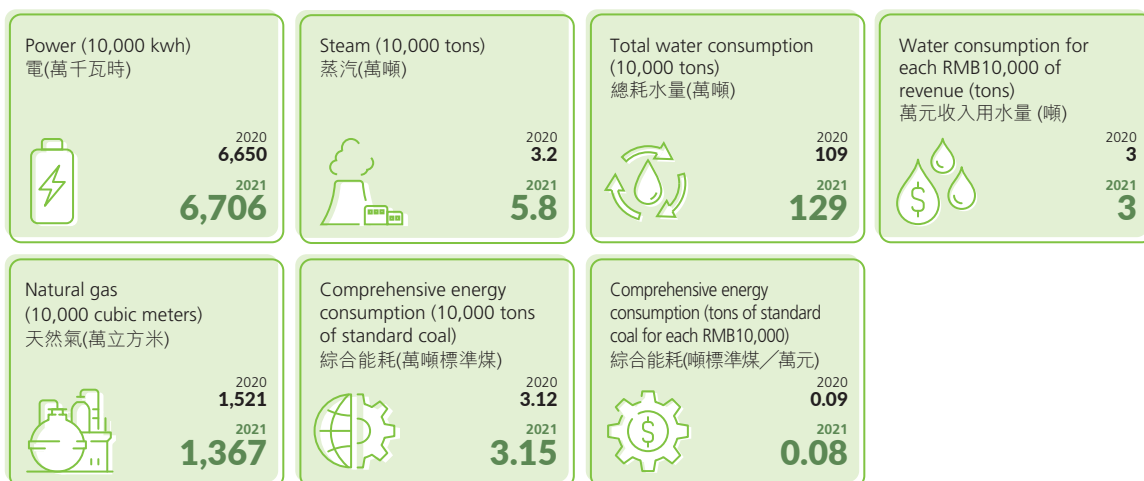 Power (10,000 kwh)
電(萬千瓦時)
2020
6,650
2021
6,706
Steam (10,000 tons)
蒸汽(萬噸)
2020
3.2
2021
5.8
Total water consumption
(10,000 tons)
總耗水量(萬噸)
2020
109
2021
129
Water consumption for
each RMB10,000 of
revenue (tons)
萬元收入用水量 (噸)
2020
3
2021
3
$
Natural gas
(10,000 cubic meters)
天然氣(萬立方米)
2020
1,521
2021
1,367
Comprehensive energy
consumption (10,000 tons
of standard coal)
綜合能耗(萬噸標準煤)
2020
3.12
2021
3.15
Comprehensive energy
consumption (tons of standard
coal for each RMB10,000)
綜合能耗(噸標準煤╱萬元)
2020
0.09
2021
0.08
$